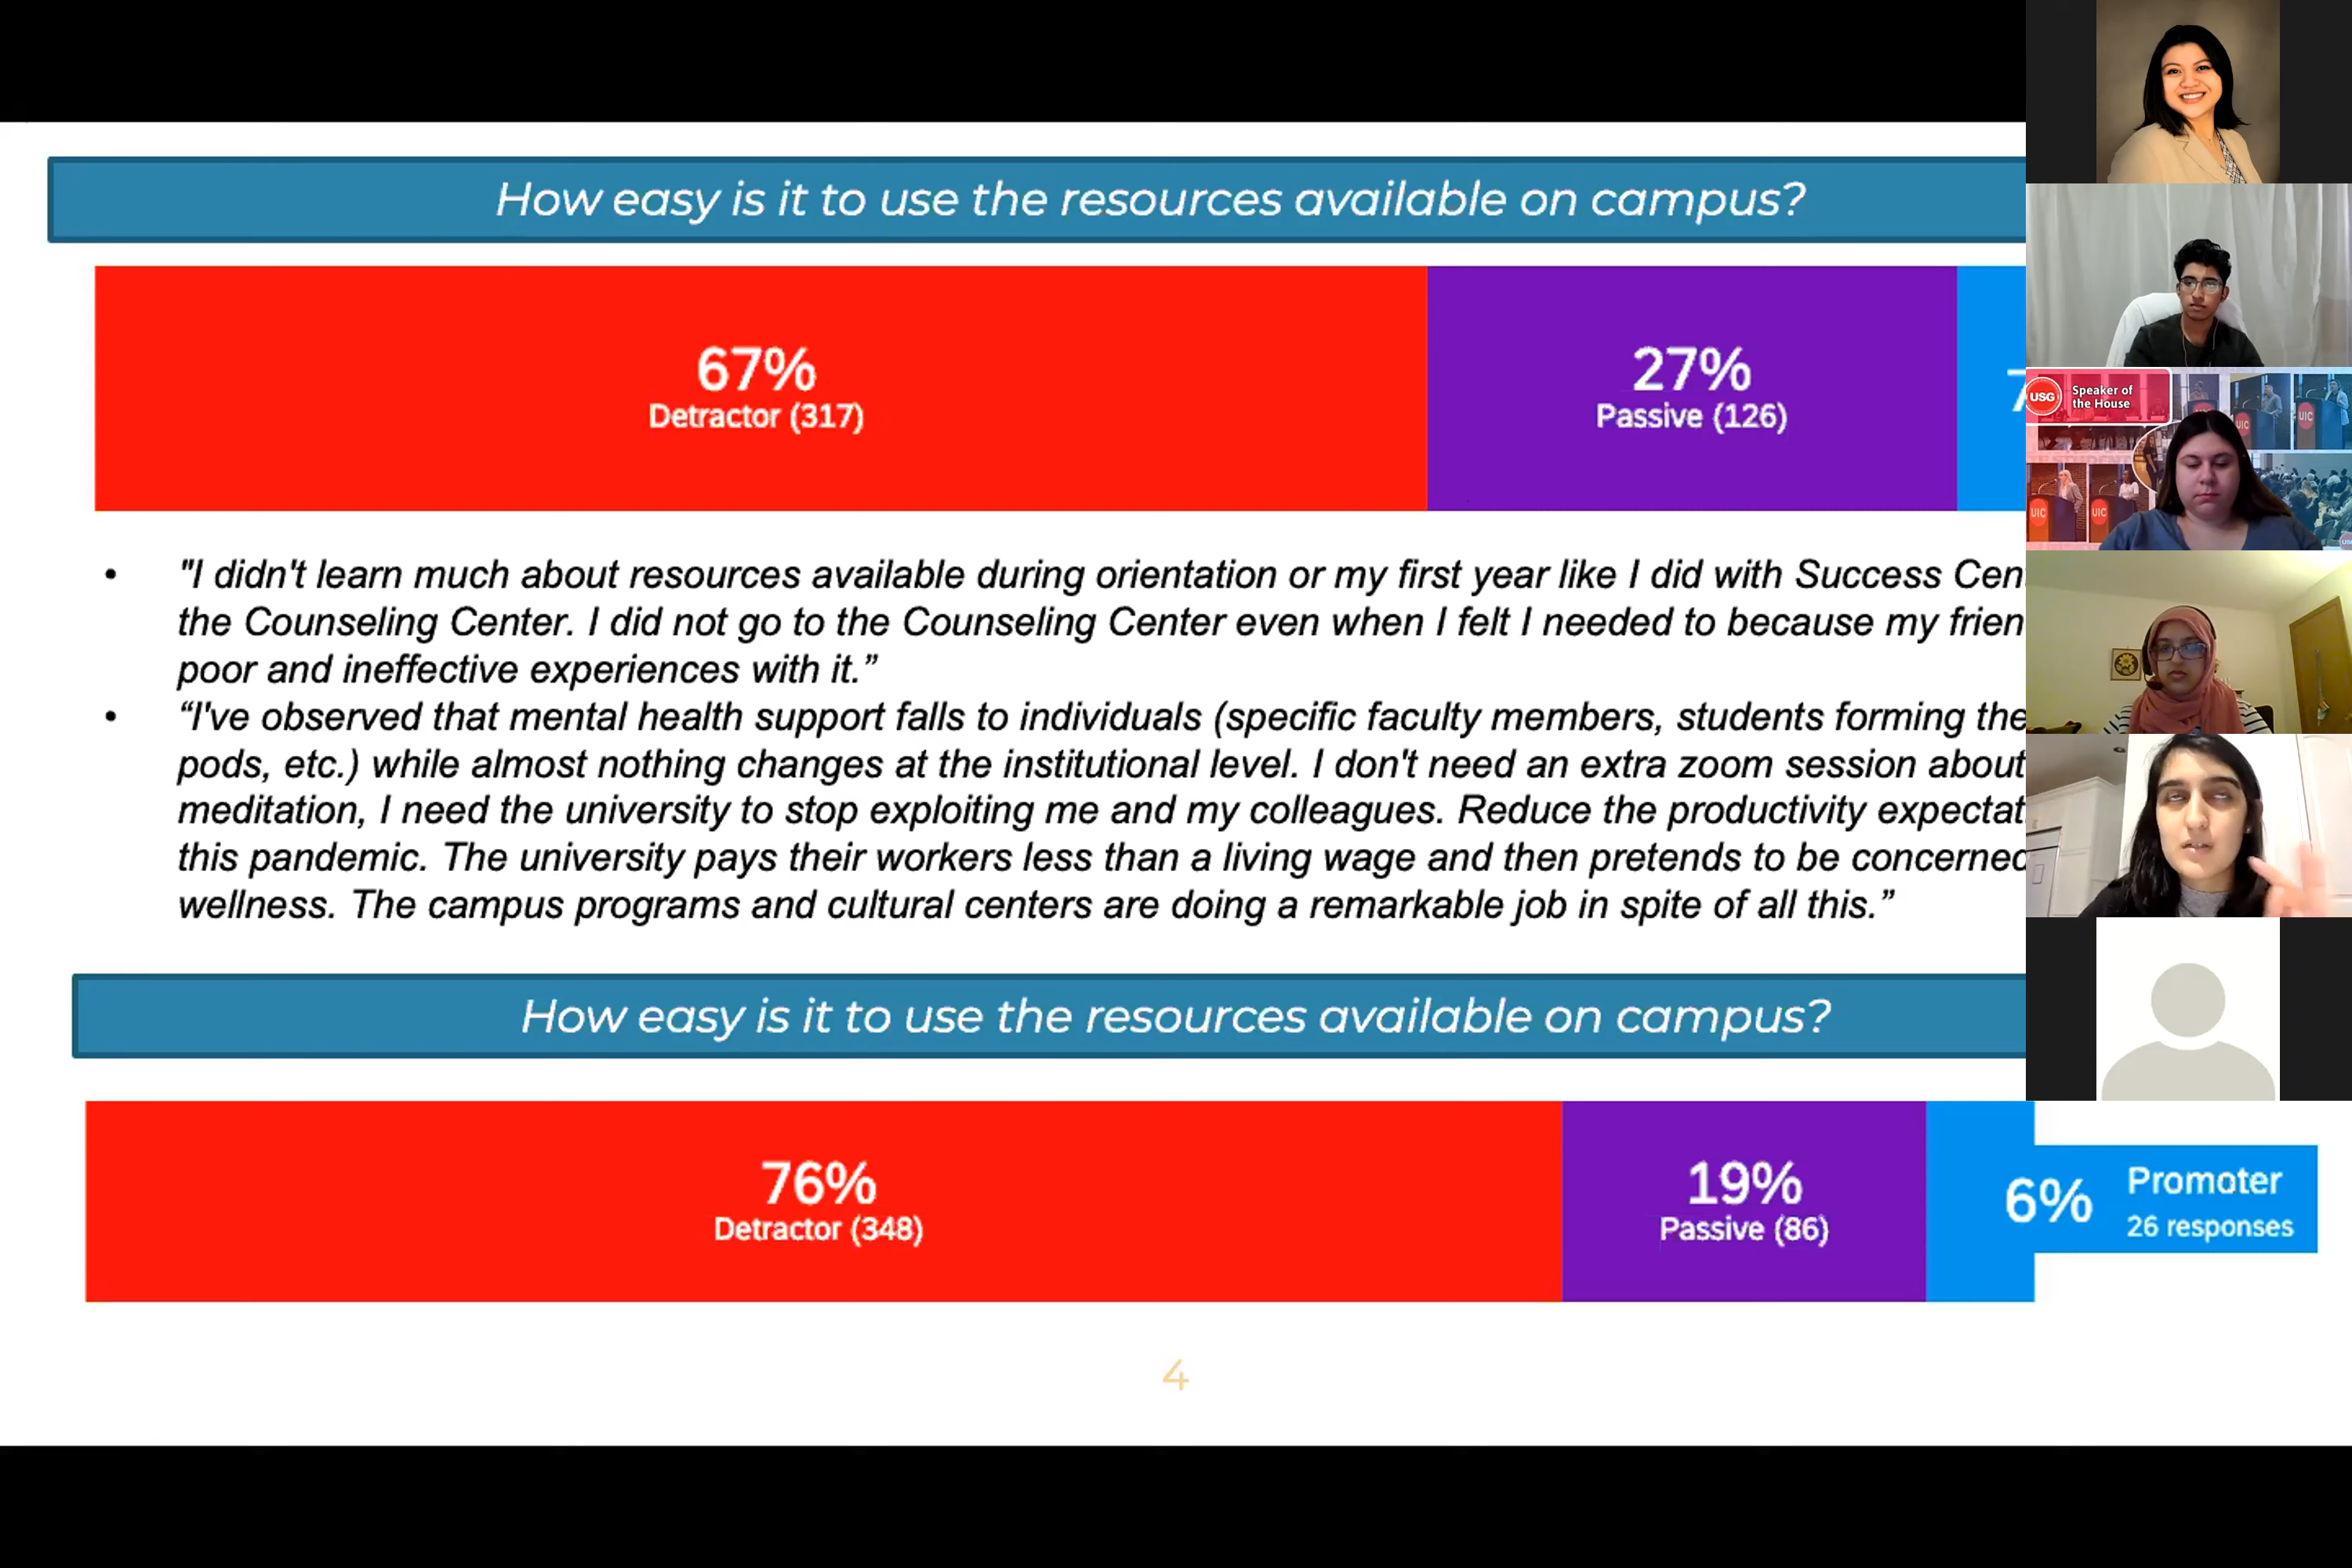 How easy is it to use the resources available on campus?
67%
Detractor (317)
27%
Passive (126)
USG
Speaker of
the House
UIC
UIC
UIC
UIC
• "I didn't learn much about resources available during orientation or my first year like I did with Success
the Counseling Center. I did not go to the Counseling Center even when I felt I needed to because my
poor and ineffective experiences with it.”
• “I've observed that mental health support falls to individuals (specific faculty members, students forming
pods, etc.) while almost nothing changes at the institutional level. I don't need an extra zoom session about
meditation, I need the university to stop exploiting me and my colleagues. Reduce the productivity
this pandemic. The university pays their workers less than a living wage and then pretends to be concerned
wellness. The campus programs and cultural centers are doing a remarkable job in spite of all this.”
How easy is it to use the resources available on campus?
76%
Detractor (348)
19%
Passive (86)
6%
Promoter
26 responses
4